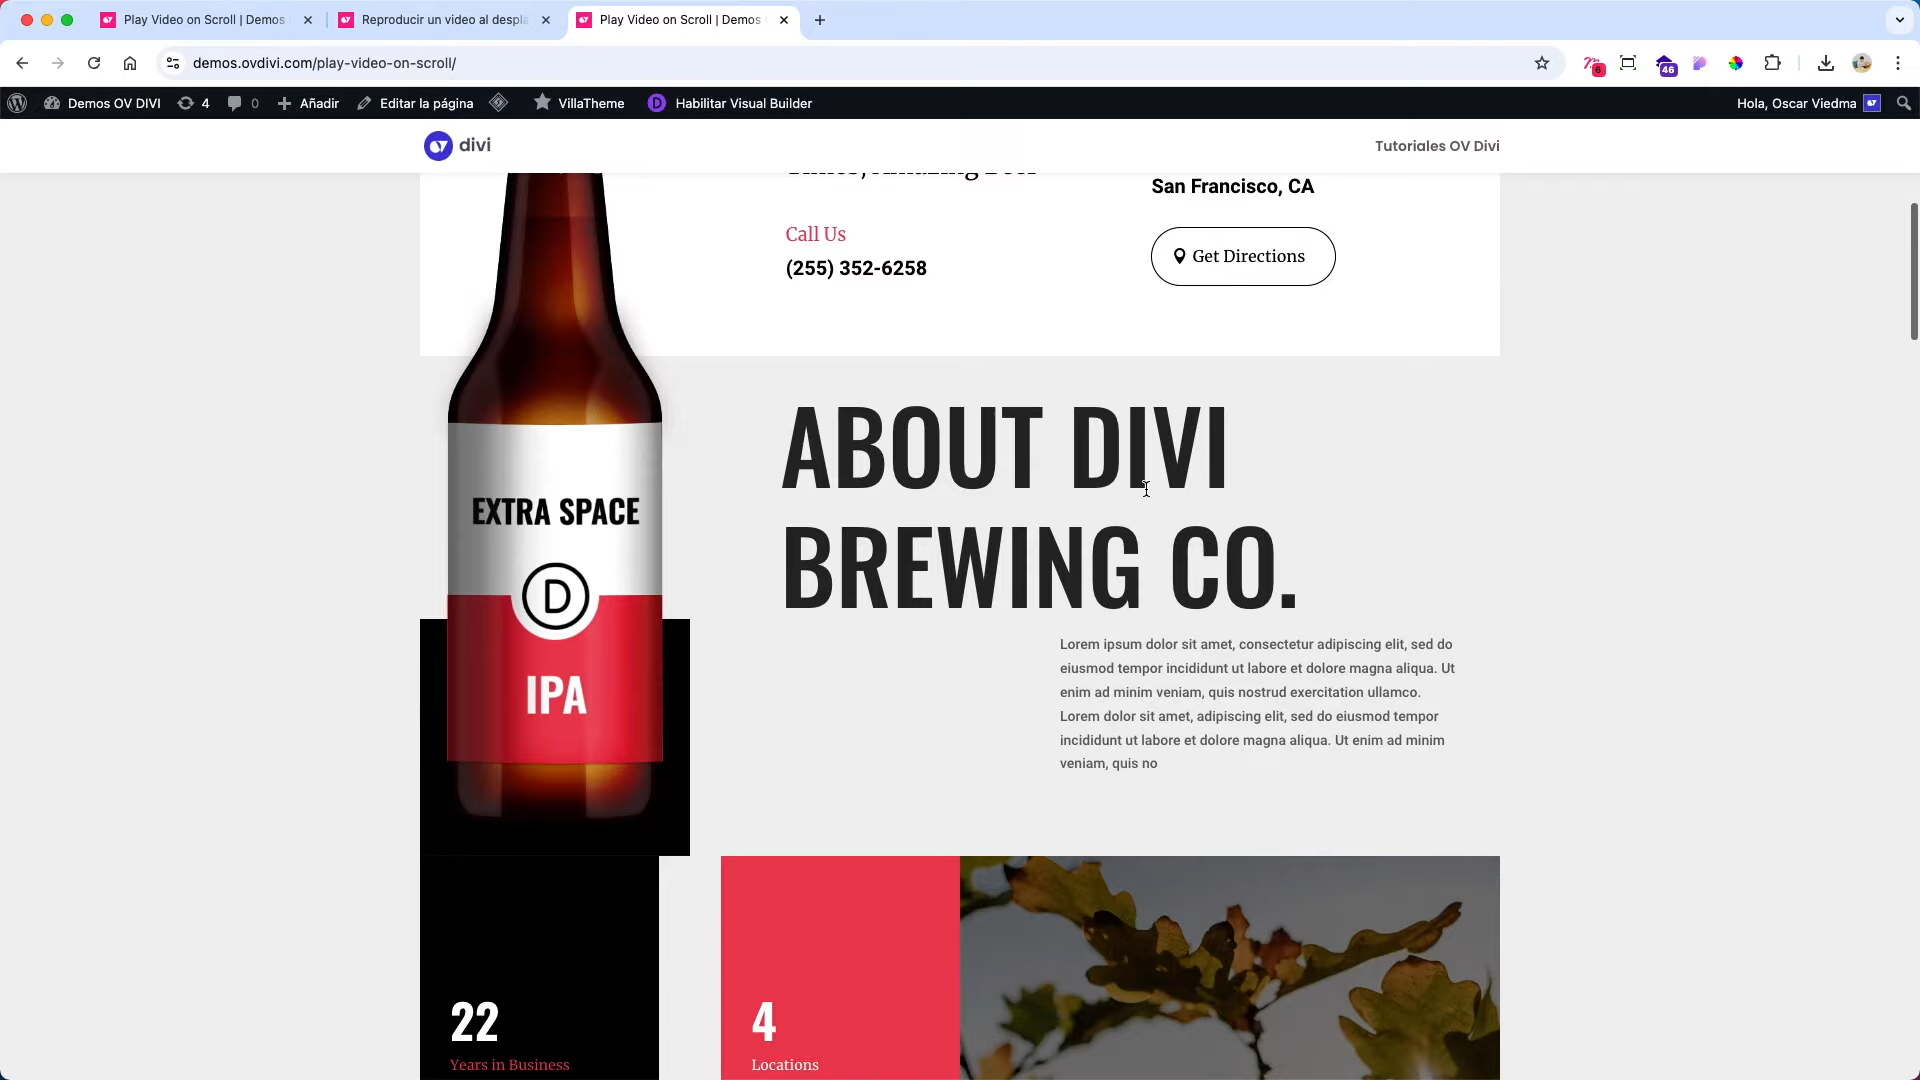 Play Video on Scroll | Demos
Reproducir un video al despla
Play Video on Scroll | Demos
demos.ovdivi.com/play-video-on-scroll/
6
46
Demos OV DIVI
4
0
Añadir
Editar la página
VillaTheme
D
Habilitar Visual Builder
Hola, Oscar Viedma
divi
Tutoriales OV Divi
San Francisco, CA
Call Us
(255) 352-6258
Get Directions
ABOUT DIVI
BREWING CO.
EXTRA SPACE
D
IPA
Lorem ipsum dolor sit amet, consectetur adipiscing elit, sed do
eiusmod tempor incididunt ut labore et dolore magna aliqua. Ut
enim ad minim veniam, quis nostrud exercitation ullamco.
Lorem dolor sit amet, adipiscing elit, sed do eiusmod tempor
incididunt ut labore et dolore magna aliqua. Ut enim ad minim
veniam, quis no
22
Years in Business
4
Locations